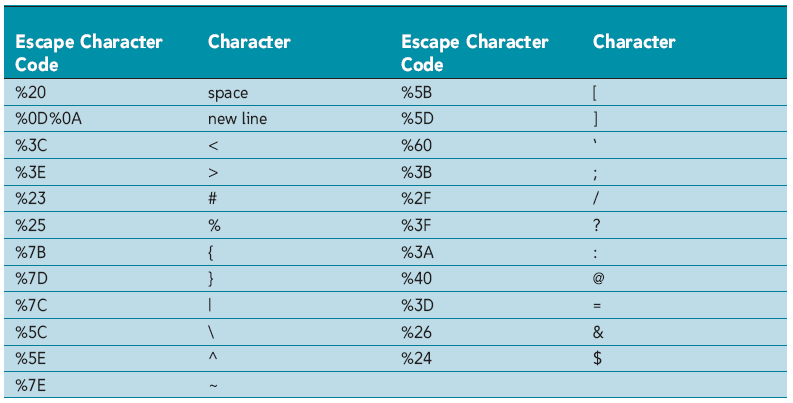 Escape Character Code Character Escape Character Code Character
%20 space %5B [
%0D%0A new line %5D ]
%3C < %60 ‛
%3E > %3B ;
%23 # %2F /
%25 % %3F ?
%7B { %3A :
%7D } %40 @
%7C | %3D =
%5C \ %26 &
%5E ^ %24 $
%7E ~